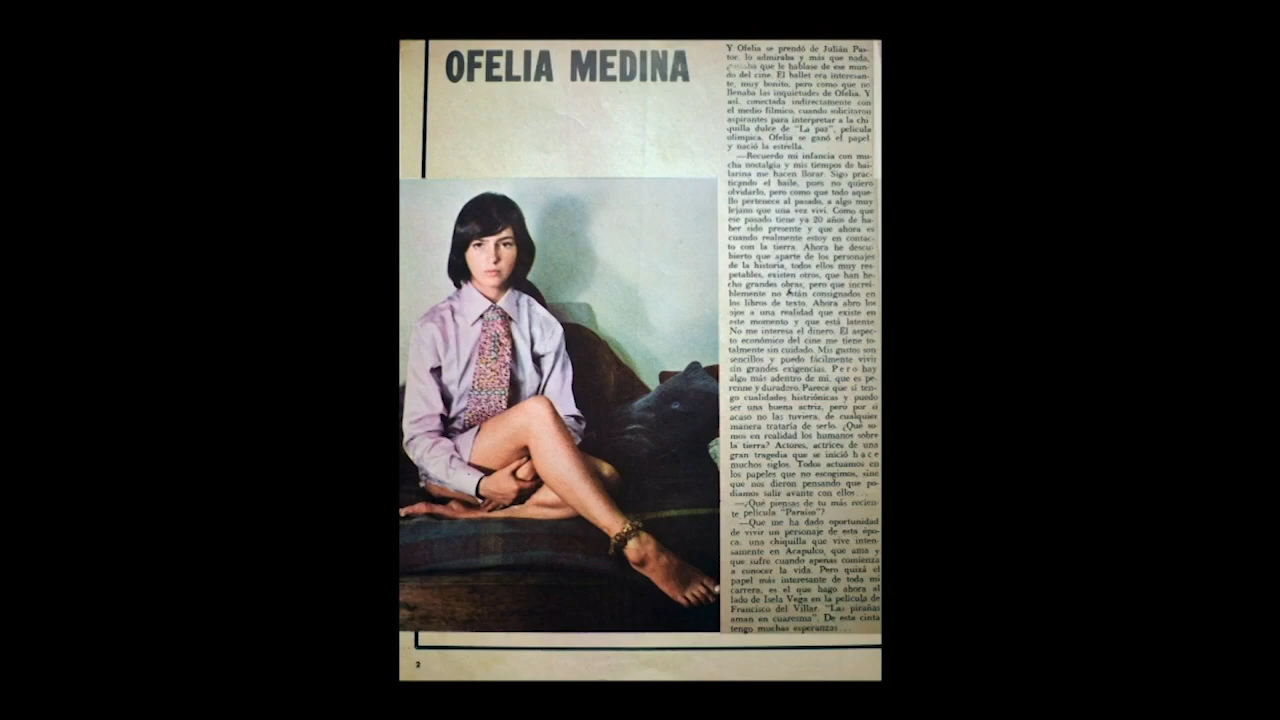 OFELIA MEDINA
Y Ofelia se prendó de Julián Pas-
tor, lo admiraba y más que nada,
que le hablase de ese mun-
do del cine. El ballet era interesan-
te, muy bonito, pero como que no
llenaba las inquietudes de Ofelia. Y
así, conectada indirectamente con
el medio fílmico, cuando solicitaron
aspirantes para interpretar a la chi-
quilla dulce de "La paz", película
olímpica, Ofelia se ganó el papel
y nació la estrella.
—Recuerdo mi infancia con mu-
cha nostalgia y mis tiempos de bai-
larina me hacen llorar. Sigo prac-
ticando el baile, pues no quiero
olvidarlo, pero como que todo aque-
llo pertenece al pasado, a algo muy
lejano que una vez viví. Como que
ese pasado tiene ya 20 años de ha-
ber sido presente y que ahora es
cuando realmente estoy en contac-
to con la tierra. Ahora he descu-
bierto que aparte de los personajes
de la historia, todos ellos muy res-
petables, existen otros, que han he-
cho grandes obras, pero que increí-
blemente no están consignados en
los libros de texto. Ahora abro los
ojos a una realidad que existe en
este momento y que está latente.
No me interesa el dinero. El aspec-
to económico del cine me tiene to-
talmente sin cuidado. Mis gustos son
sencillos y puedo fácilmente vivir
sin grandes exigencias. Pero hay
algo más adentro de mí, que es pe-
renne y duradero. Parece que sí ten-
go cualidades histriónicas y puedo
ser una buena actriz, pero por si
acaso no las tuviera, de cualquier
manera trataría de serlo. ¿Qué so-
mos en realidad los humanos sobre
la tierra? Actores, actrices de una
gran tragedia que se inició hace
muchos siglos. Todos actuamos en
los papeles que no escogimos, sino
que nos dieron pensando que po-
díamos salir avante con ellos...
—¿Qué piensas de tu más recien-
te película "Paraíso"?
—Que me ha dado oportunidad
de vivir un personaje de esta épo-
ca: una chiquilla que vive inten-
samente en Acapulco, que ama y
que sufre cuando apenas comienza
a conocer la vida. Pero quizá el
papel más interesante de toda mi
carrera, es el que hago ahora al
lado de Isela Vega en la película de
Francisco del Villar. "Las pirañas
aman en cuaresma". De esta cinta
tengo muchas esperanzas...
2